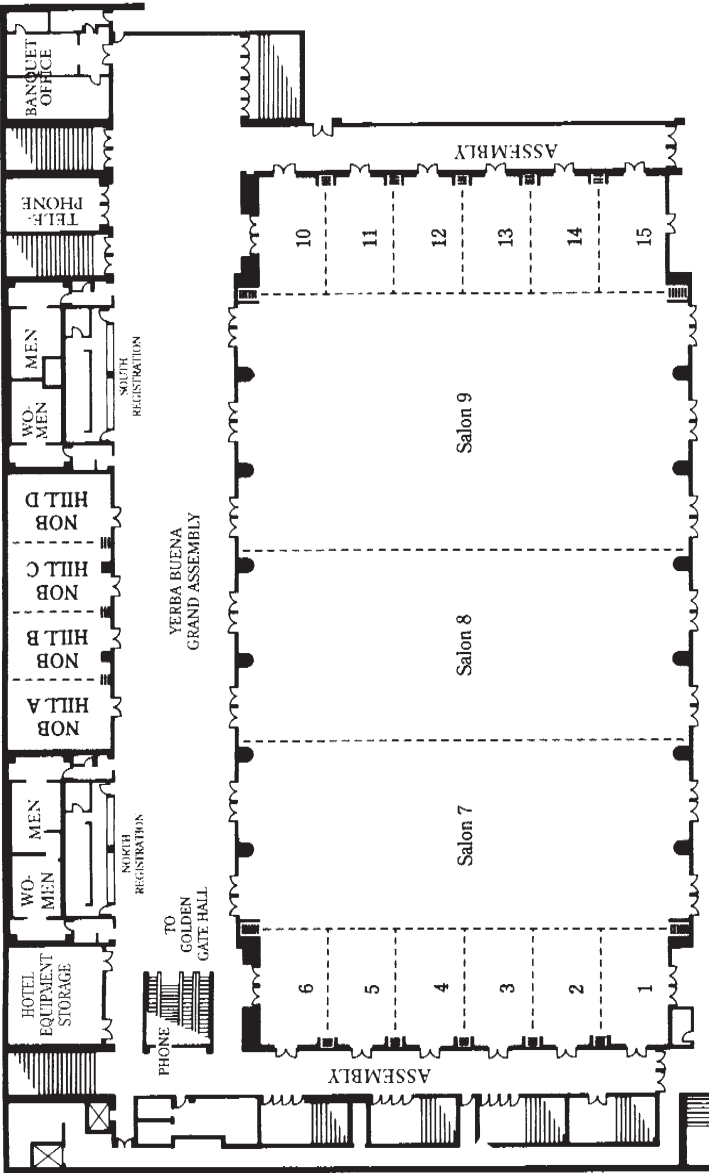 BANQUET
OFFICE
TELE-
PHONE
ASSEMBLY
10
11
12
13
14
15
MEN
WO-
MEN
SOUTH
REGISTRATION
Salon 9
NOB
HILL D
NOB
HILL C
NOB
HILL B
NOB
HILL A
YERBA BUENA
GRAND ASSEMBLY
Salon 8
MEN
WO-
MEN
NORTH
REGISTRATION
Salon 7
HOTEL
EQUIPMENT
STORAGE
TO
GOLDEN
GATE HALL
PHONE
6
5
4
3
2
1
ASSEMBLY